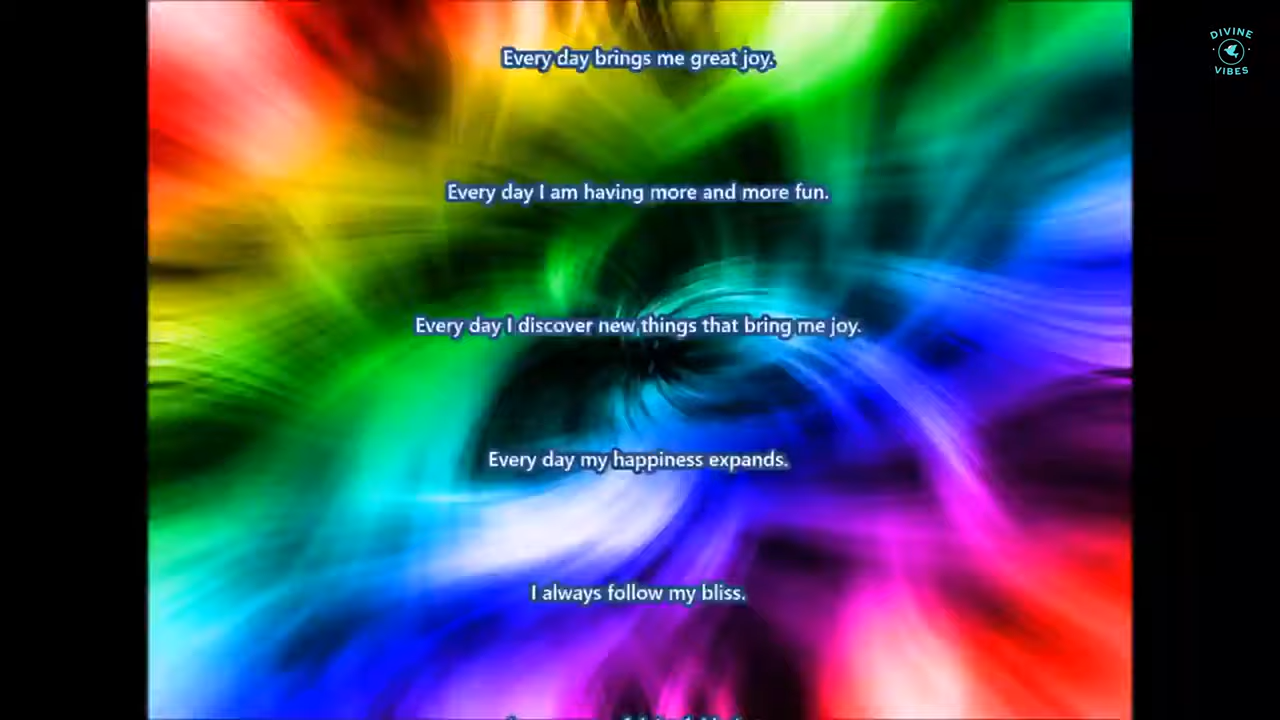 DIVINE
VIBES
Every day brings me great joy.
Every day I am having more and more fun.
Every day I discover new things that bring me joy.
Every day my happiness expands.
I always follow my bliss.